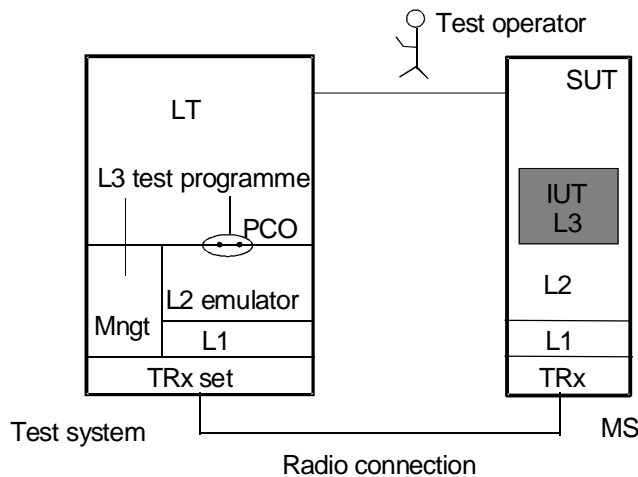 Test operator
SUT
LT
L3 test programme
IUT
L3
PCO
L2 emulator
L2
Mngt
L1
L1
TRx set
TRx
Test system
MS
Radio connection